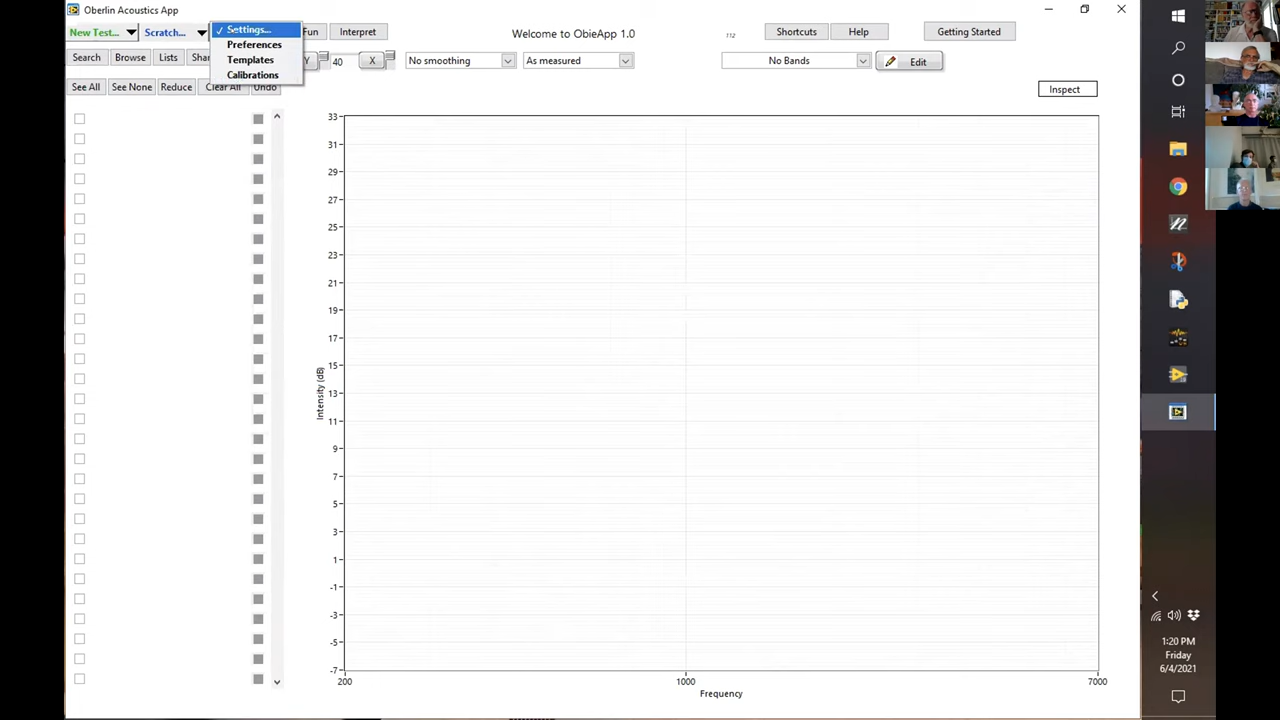 Oberlin Acoustics App
New Test...
Scratch...
Settings...
Fun
Interpret
Welcome to ObieApp 1.0
112
Shortcuts
Help
Getting Started
Preferences
Search
Browse
Lists
Shar
Templates
Y
40
X
No smoothing
As measured
No Bands
Edit
Calibrations
See All
See None
Reduce
Clear All
Undo
Inspect
33
31
29
27
25
23
21
19
17
15
13
11
9
7
5
3
1
-1
-3
-5
-7
Intensity (dB)
200
1000
7000
Frequency
1:20 PM
Friday
6/4/2021